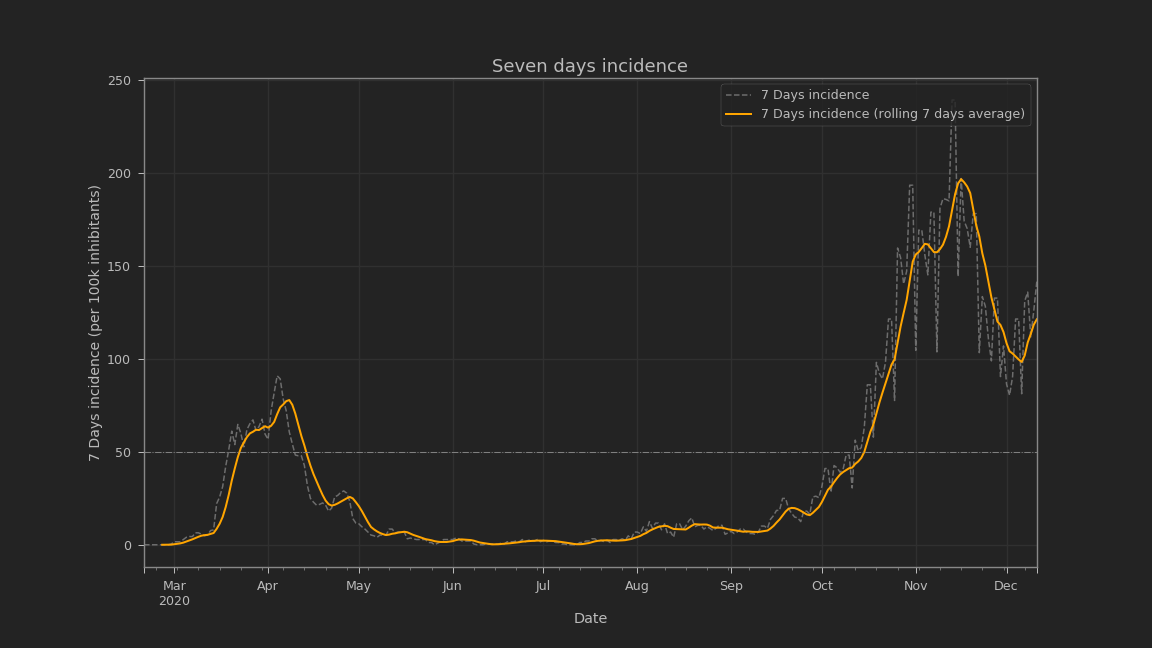 Seven days incidence
7 Days incidence
7 Days incidence (rolling 7 days average)
7 Days incidence (per 100k inhibitants)
250
200
150
100
50
0
Mar Apr May Jun Jul Aug Sep Oct Nov Dec
2020
Date